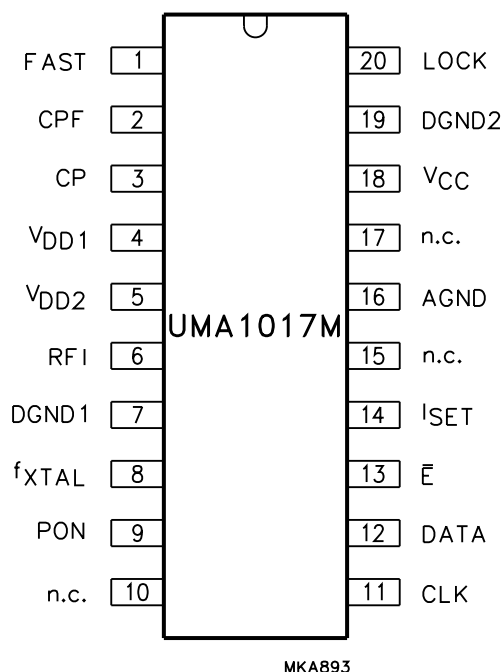 FAST 1 20 LOCK
CPF 2 19 DGND2
CP 3 18 VCC
VDD1 4 17 n.c.
VDD2 5 16 AGND
UMA1017M
RFI 6 15 n.c.
DGND1 7 14 ISET
fXTAL 8 13 E̅
PON 9 12 DATA
n.c. 10 11 CLK
MKA893